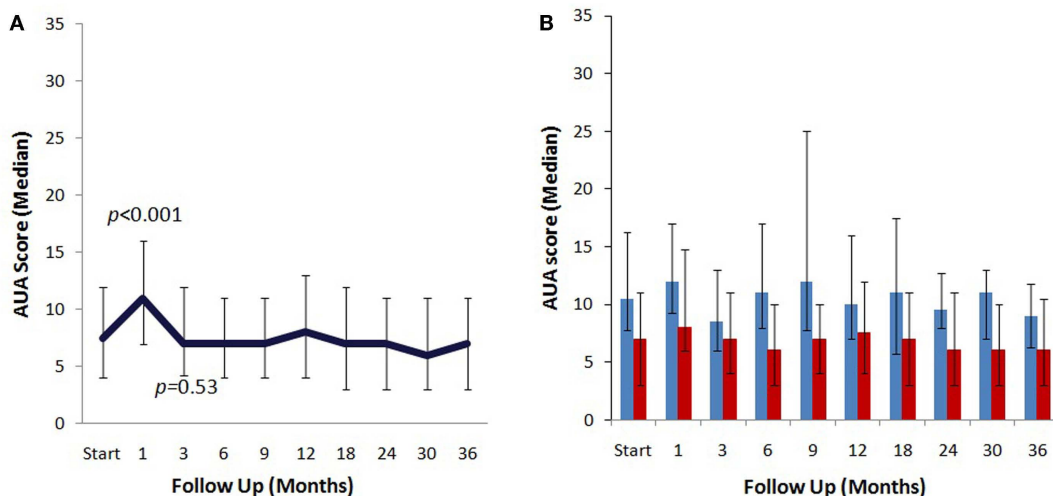 A
AUA Score (Median)
35
30
25
20
15
10
5
0
p<0.001
p=0.53
Start 1 3 6 9 12 18 24 30 36
Follow Up (Months)
B
AUA score (Median)
35
30
25
20
15
10
5
0
Start 1 3 6 9 12 18 24 30 36
Follow Up (Months)